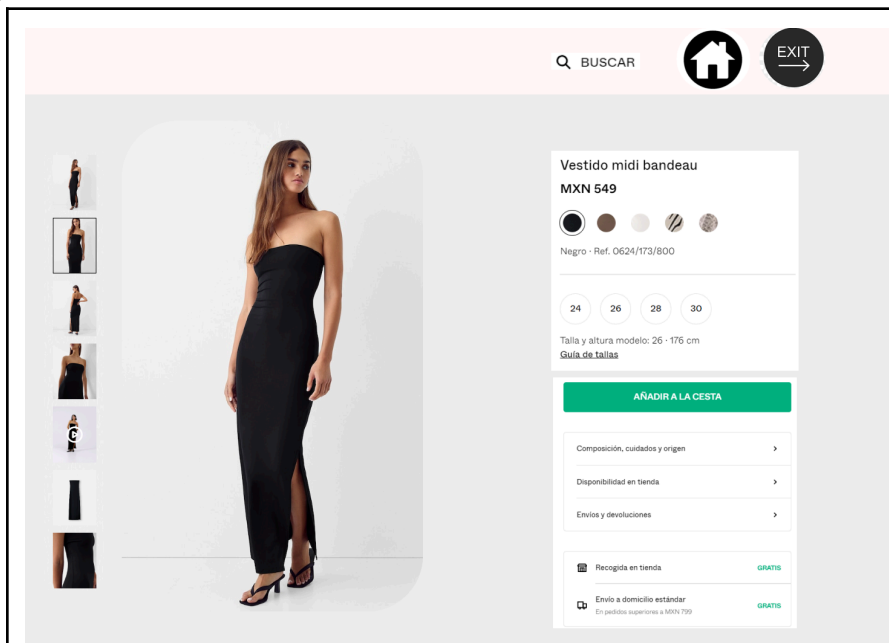 BUSCAR
EXIT
Vestido midi bandeau
MXN 549
Negro · Ref. 0624/173/800
24 26 28 30
Talla y altura modelo: 26 · 176 cm
Guía de tallas
AÑADIR A LA CESTA
Composición, cuidados y origen
Disponibilidad en tienda
Envíos y devoluciones
Recogida en tienda GRATIS
Envío a domicilio estándar GRATIS
En pedidos superiores a MXN 799